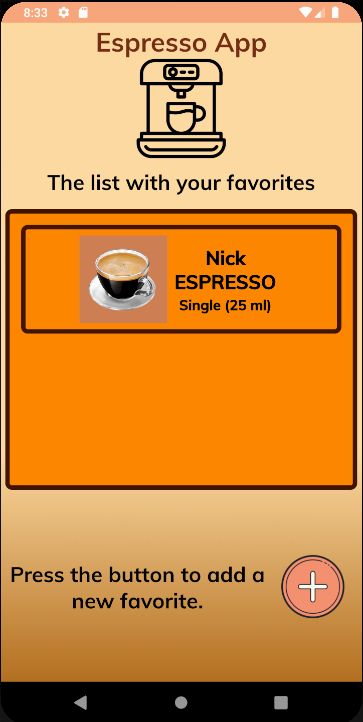 8:33
Espresso App
The list with your favorites
Nick
ESPRESSO
Single (25 ml)
Press the button to add a
new favorite.